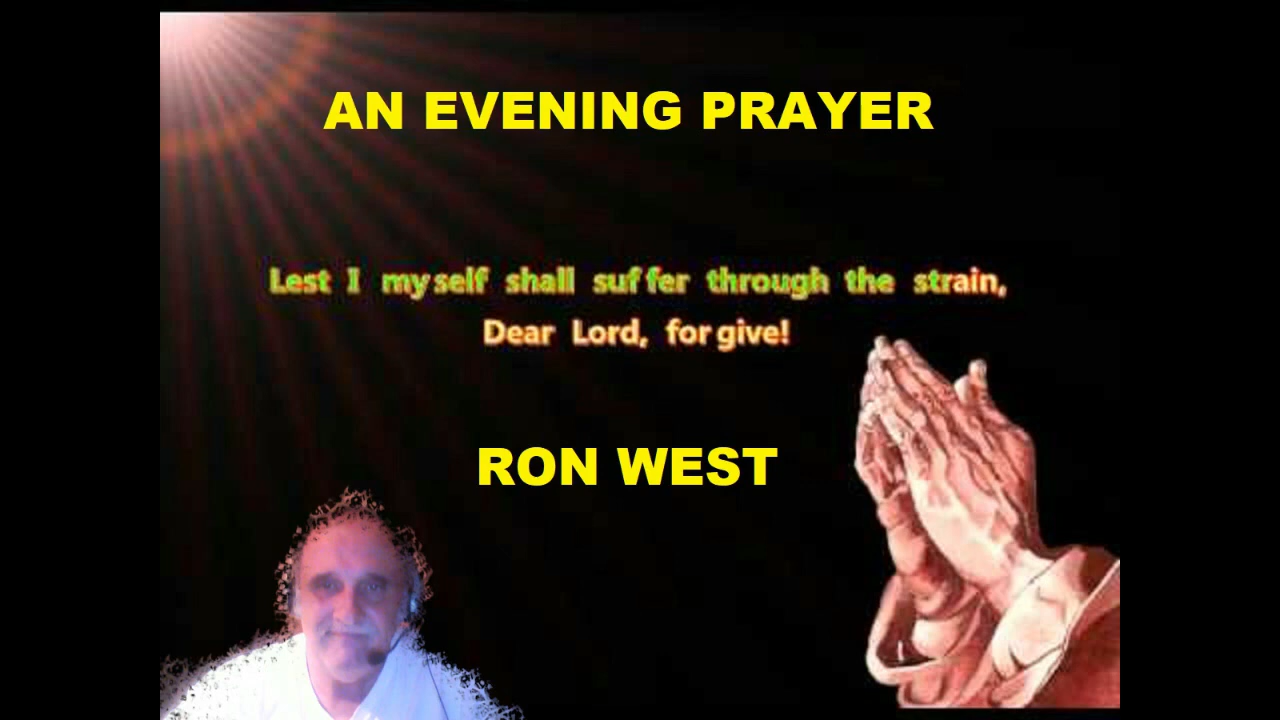 AN EVENING PRAYER
Lest I myself shall suffer through the strain,
Dear Lord, forgive!
RON WEST